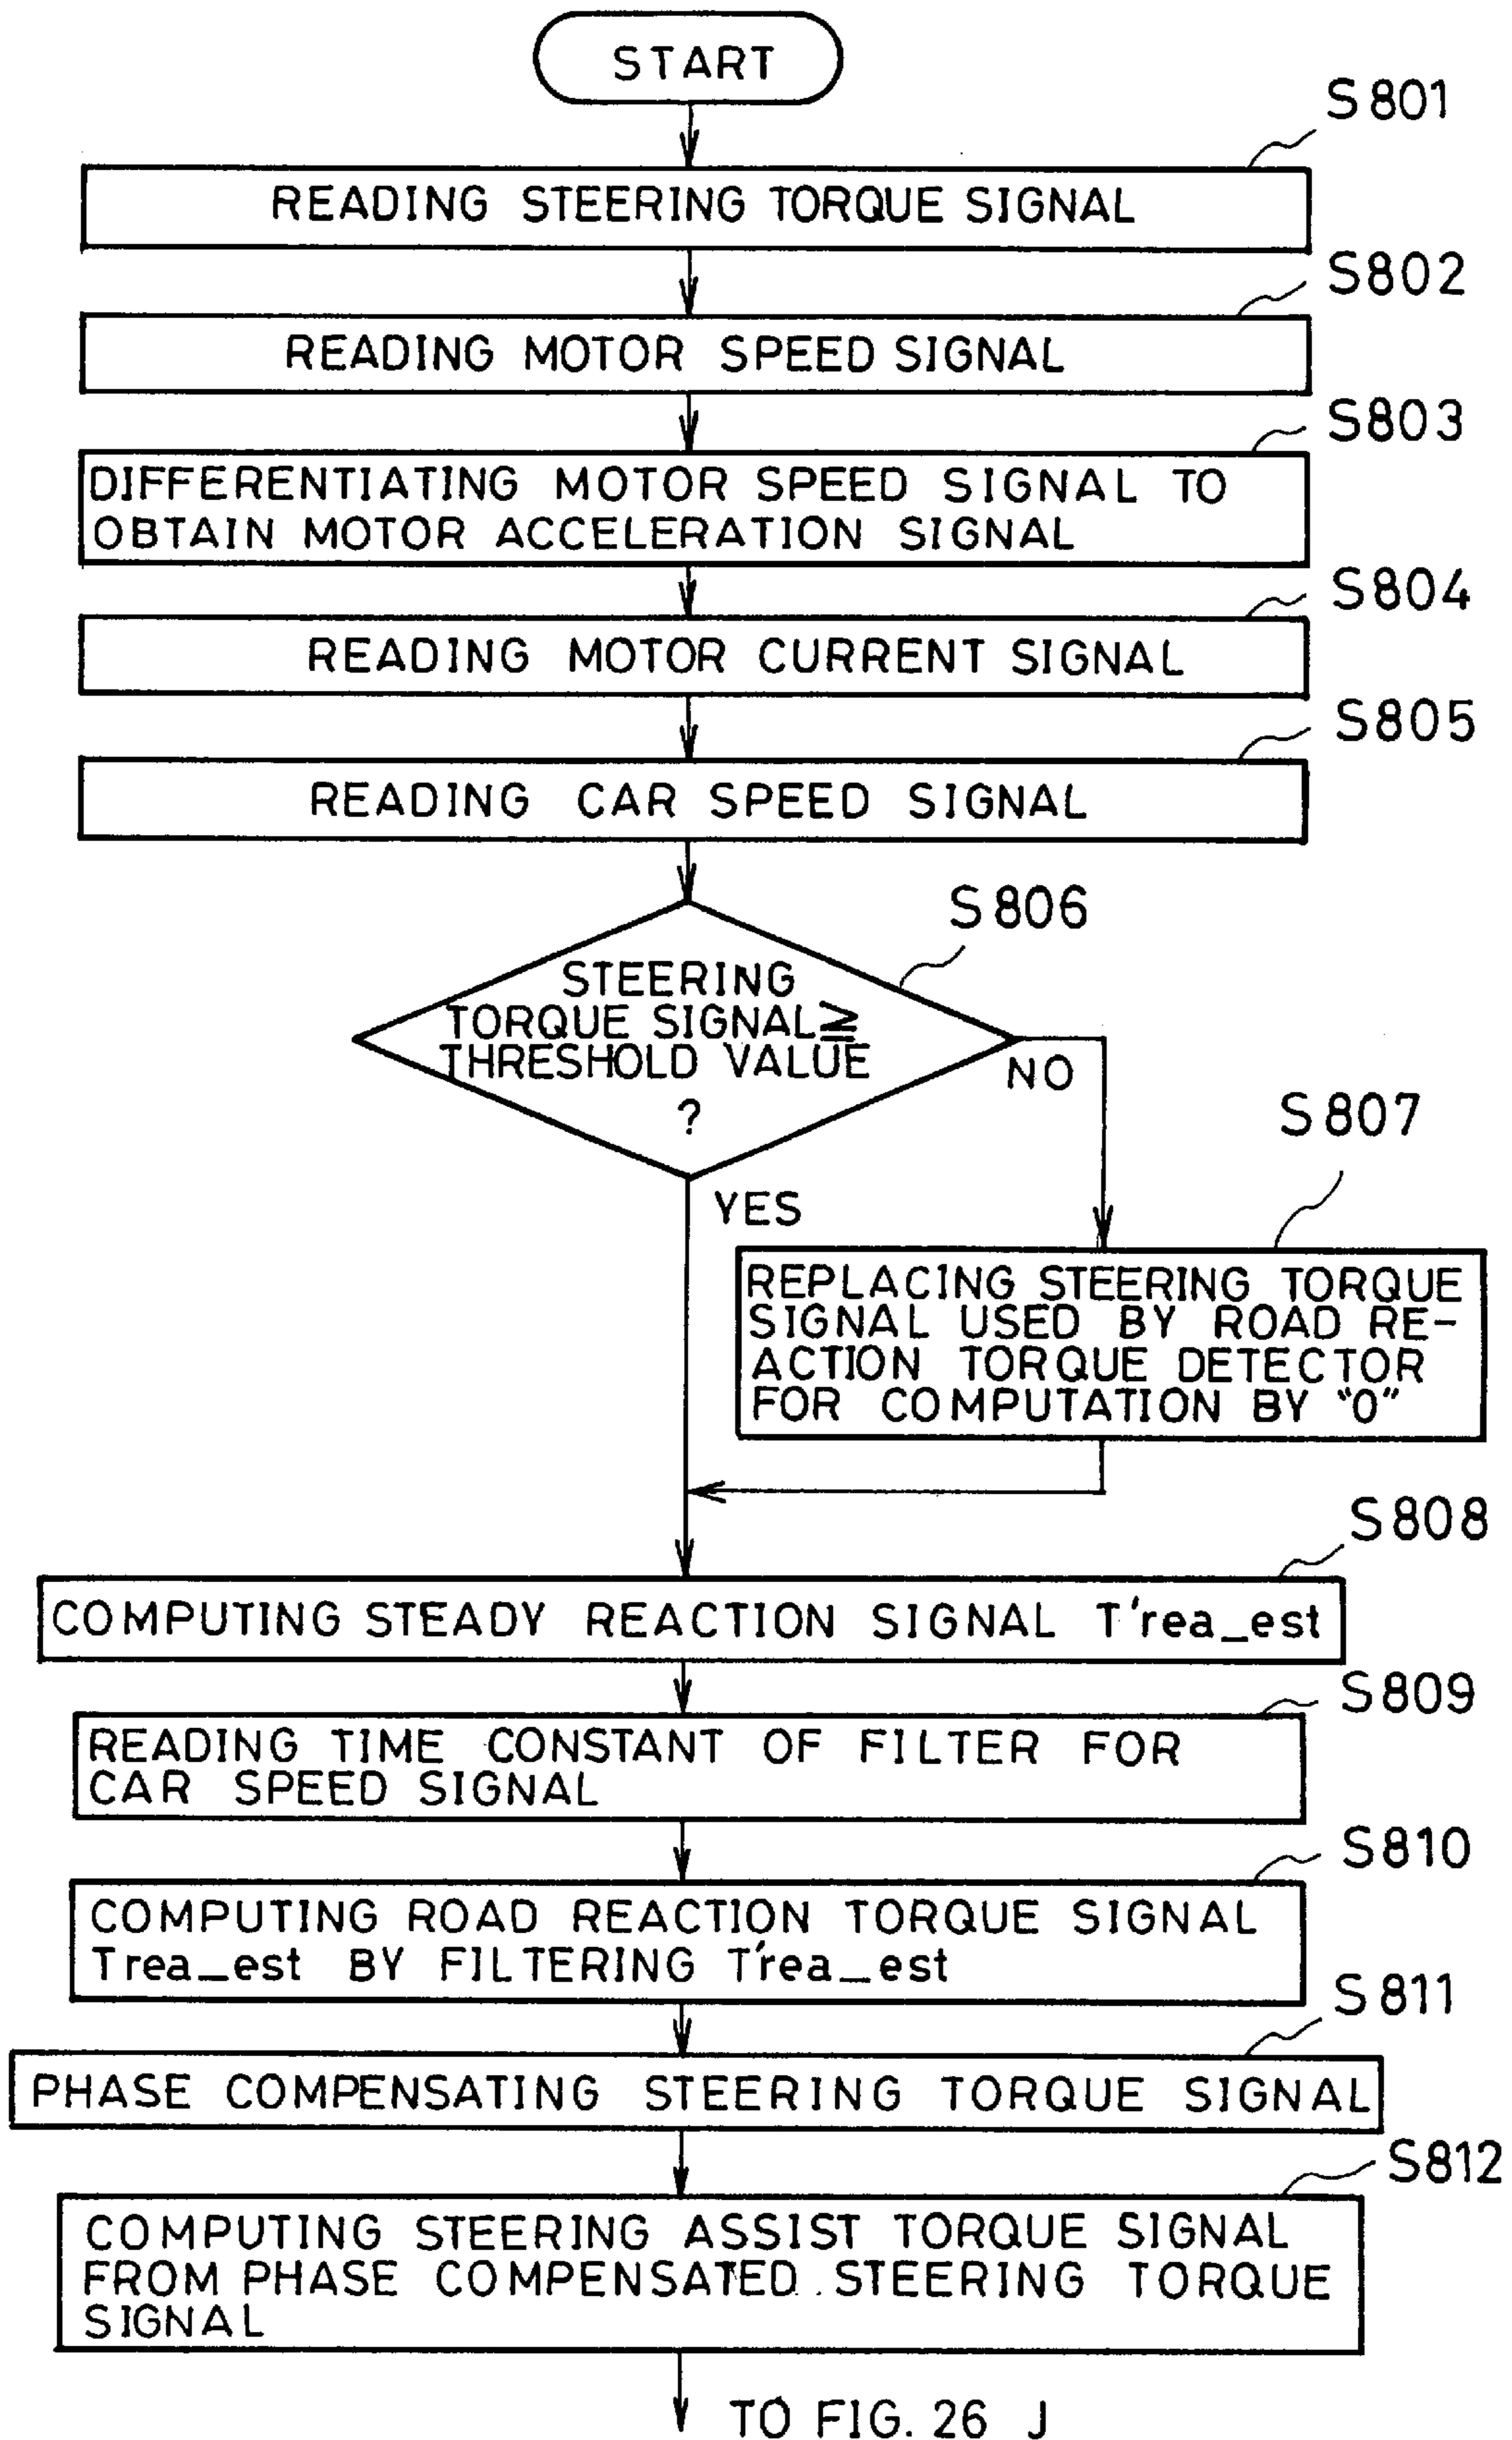 START
S801
READING STEERING TORQUE SIGNAL
S802
READING MOTOR SPEED SIGNAL
S803
DIFFERENTIATING MOTOR SPEED SIGNAL TO
OBTAIN MOTOR ACCELERATION SIGNAL
S804
READING MOTOR CURRENT SIGNAL
S805
READING CAR SPEED SIGNAL
S806
STEERING
TORQUE SIGNAL≧
THRESHOLD VALUE
?
NO
YES
S807
REPLACING STEERING TORQUE
SIGNAL USED BY ROAD RE-
ACTION TORQUE DETECTOR
FOR COMPUTATION BY "0"
S808
COMPUTING STEADY REACTION SIGNAL T'rea_est
S809
READING TIME CONSTANT OF FILTER FOR
CAR SPEED SIGNAL
S810
COMPUTING ROAD REACTION TORQUE SIGNAL
Trea_est BY FILTERING T'rea_est
S811
PHASE COMPENSATING STEERING TORQUE SIGNAL
S812
COMPUTING STEERING ASSIST TORQUE SIGNAL
FROM PHASE COMPENSATED STEERING TORQUE
SIGNAL
TO FIG. 26 J